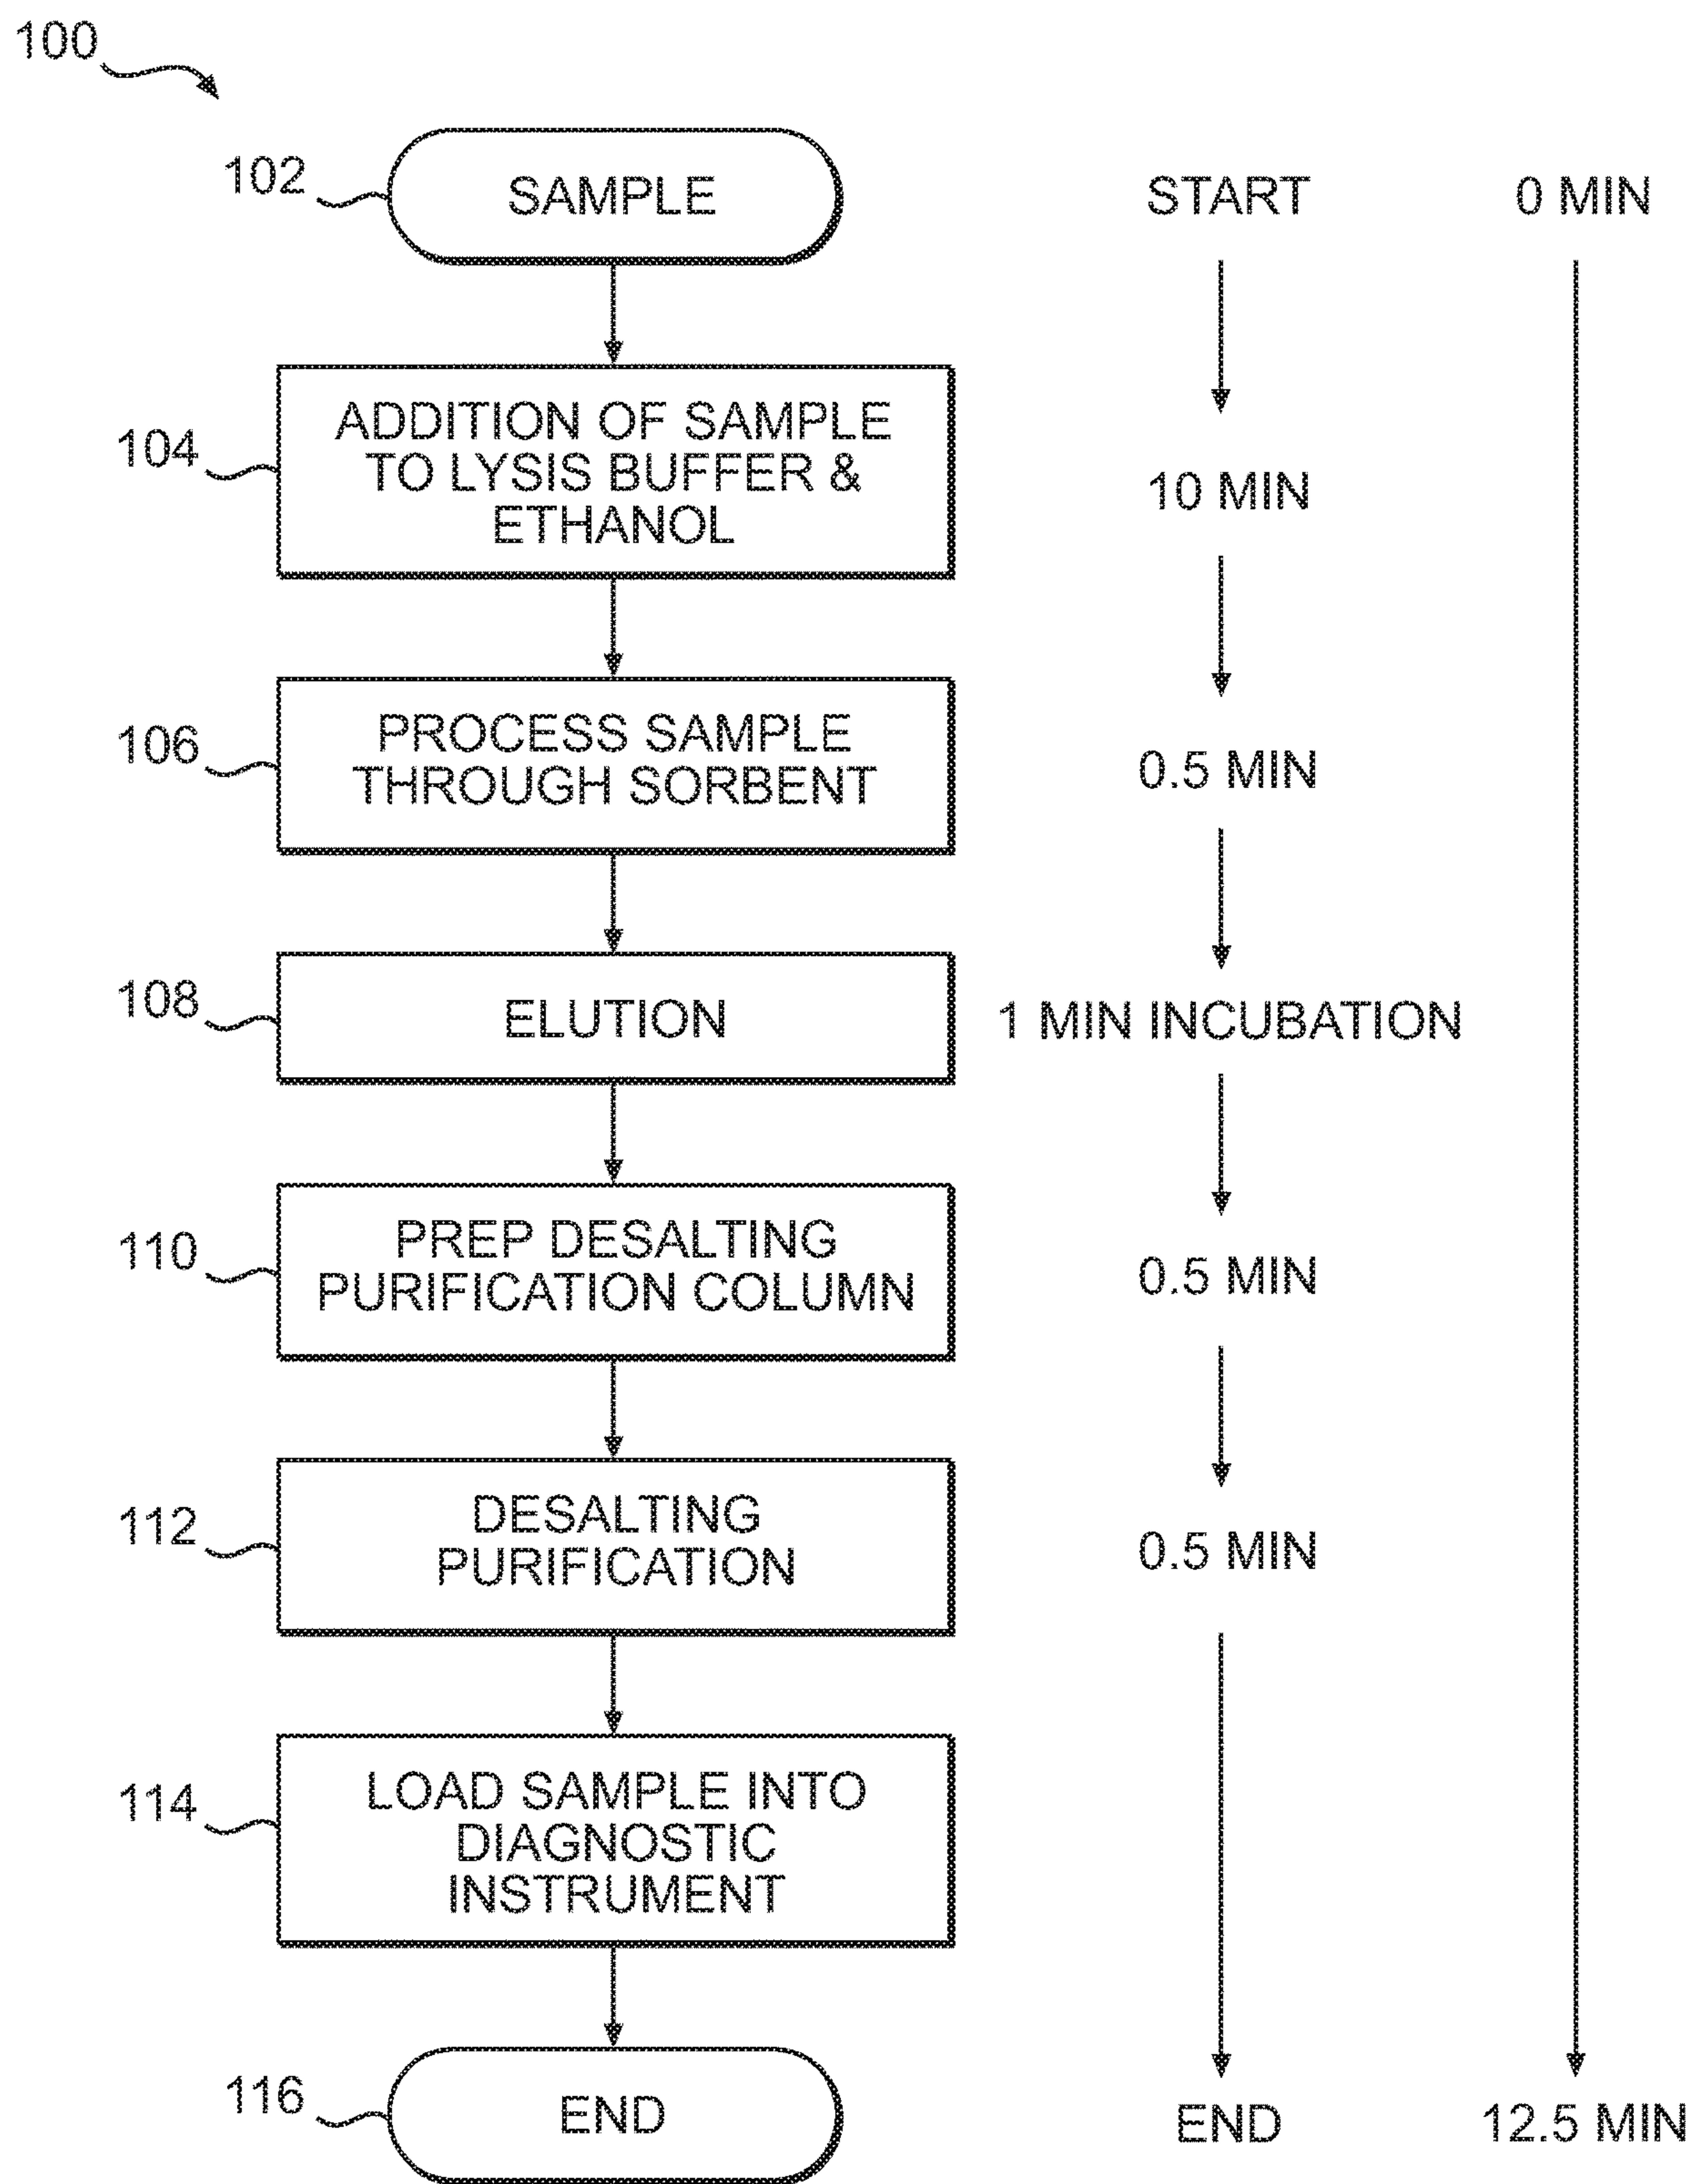 100
102
SAMPLE
START
0 MIN
104
ADDITION OF SAMPLE
TO LYSIS BUFFER &
ETHANOL
10 MIN
106
PROCESS SAMPLE
THROUGH SORBENT
0.5 MIN
108
ELUTION
1 MIN INCUBATION
110
PREP DESALTING
PURIFICATION COLUMN
0.5 MIN
112
DESALTING
PURIFICATION
0.5 MIN
114
LOAD SAMPLE INTO
DIAGNOSTIC
INSTRUMENT
116
END
END
12.5 MIN